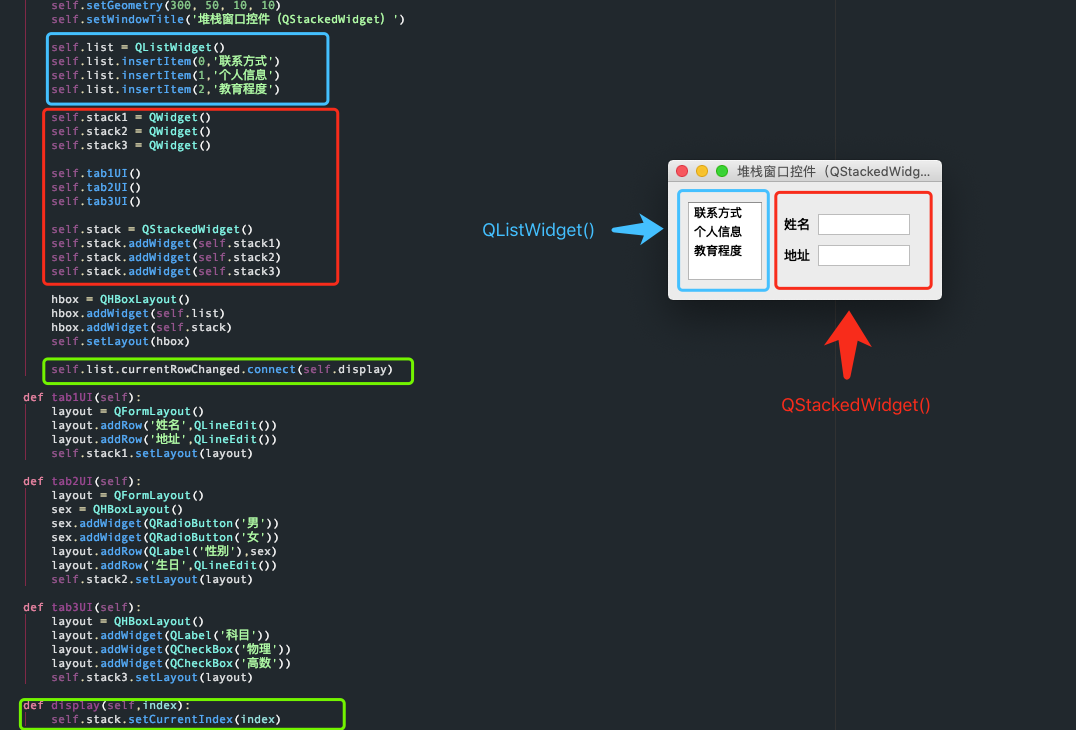 self.setGeometry(300, 50, 10, 10)
self.setWindowTitle('堆栈窗口控件（QStackedWidget）')
self.list = QListWidget()
self.list.insertItem(0,'联系方式')
self.list.insertItem(1,'个人信息')
self.list.insertItem(2,'教育程度')
self.stack1 = QWidget()
self.stack2 = QWidget()
self.stack3 = QWidget()
self.tab1UI()
self.tab2UI()
self.tab3UI()
self.stack = QStackedWidget()
self.stack.addWidget(self.stack1)
self.stack.addWidget(self.stack2)
self.stack.addWidget(self.stack3)
hbox = QHBoxLayout()
hbox.addWidget(self.list)
hbox.addWidget(self.stack)
self.setLayout(hbox)
self.list.currentRowChanged.connect(self.display)
def tab1UI(self):
layout = QFormLayout()
layout.addRow('姓名',QLineEdit())
layout.addRow('地址',QLineEdit())
self.stack1.setLayout(layout)
def tab2UI(self):
layout = QFormLayout()
sex = QHBoxLayout()
sex.addWidget(QRadioButton('男'))
sex.addWidget(QRadioButton('女'))
layout.addRow(QLabel('性别'),sex)
layout.addRow('生日',QLineEdit())
self.stack2.setLayout(layout)
def tab3UI(self):
layout = QHBoxLayout()
layout.addWidget(QLabel('科目'))
layout.addWidget(QCheckBox('物理'))
layout.addWidget(QCheckBox('高数'))
self.stack3.setLayout(layout)
def display(self,index):
self.stack.setCurrentIndex(index)
QListWidget()
堆栈窗口控件（QStackedWidg...
联系方式
个人信息
教育程度
姓名
地址
QStackedWidget()